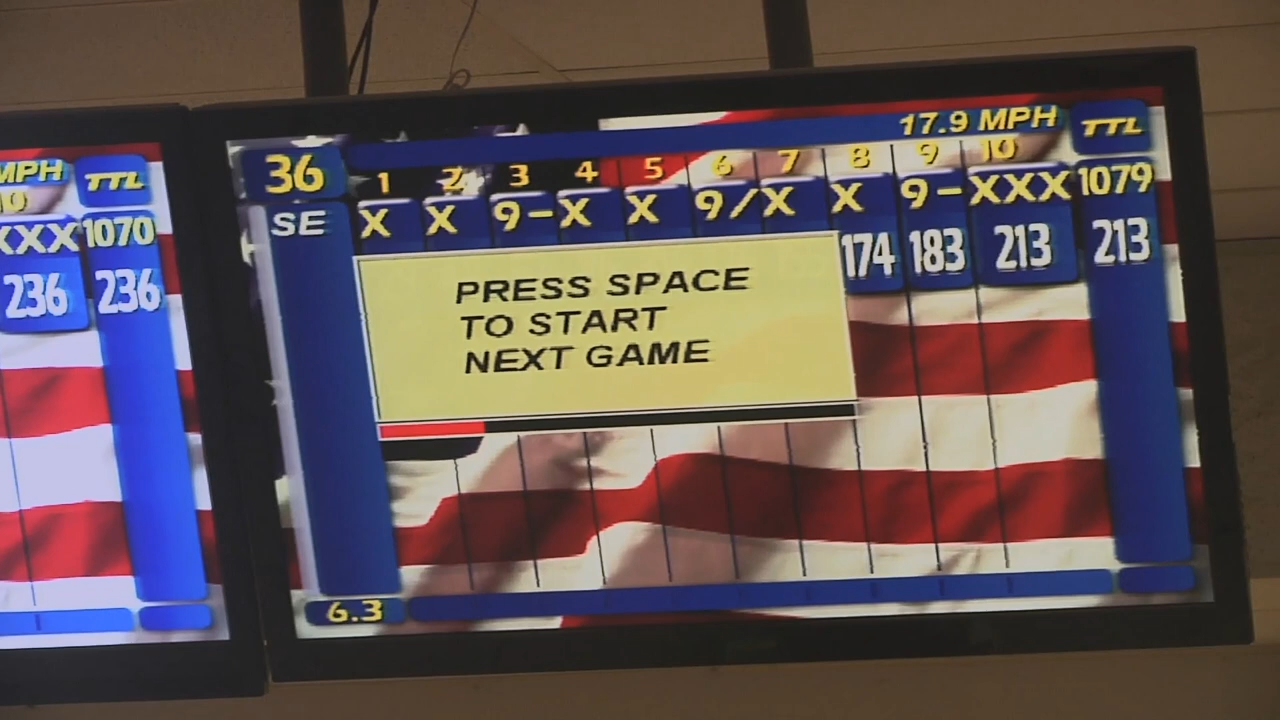 MPH TTL
10
XXX 1070
236 236
17.9 MPH TTL
36 1 2 3 4 5 6 7 8 9 10
SE X X 9- X X 9/ X X 9- XXX 1079
174 183 213 213
PRESS SPACE
TO START
NEXT GAME
6.3